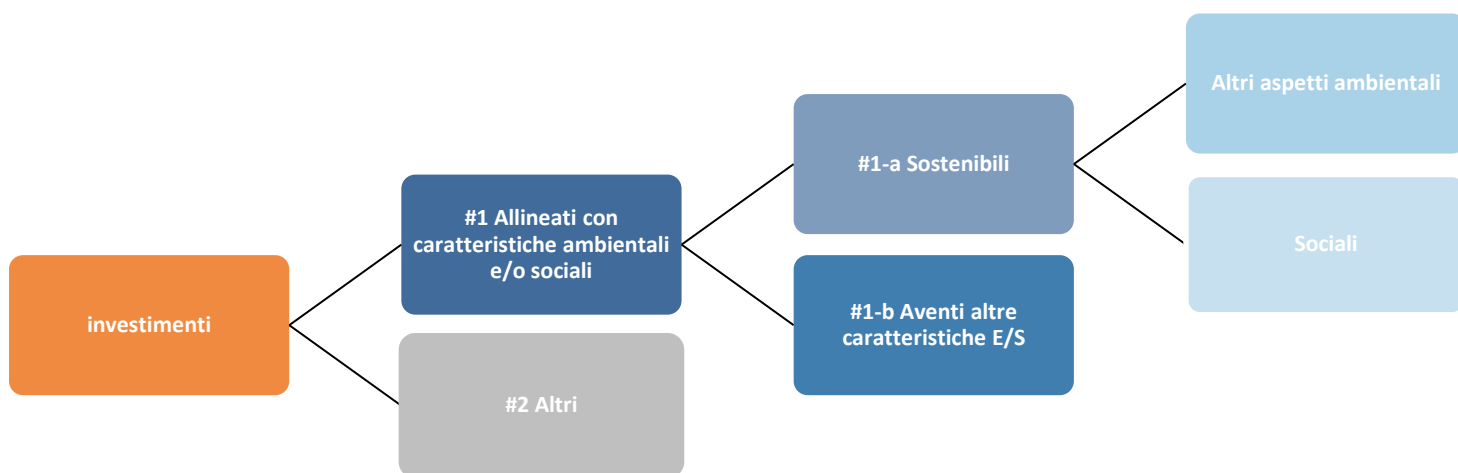 investimenti
#1 Allineati con
caratteristiche ambientali
e/o sociali
#2 Altri
#1-a Sostenibili
#1-b Aventi altre
caratteristiche E/S
Altri aspetti ambientali
Sociali